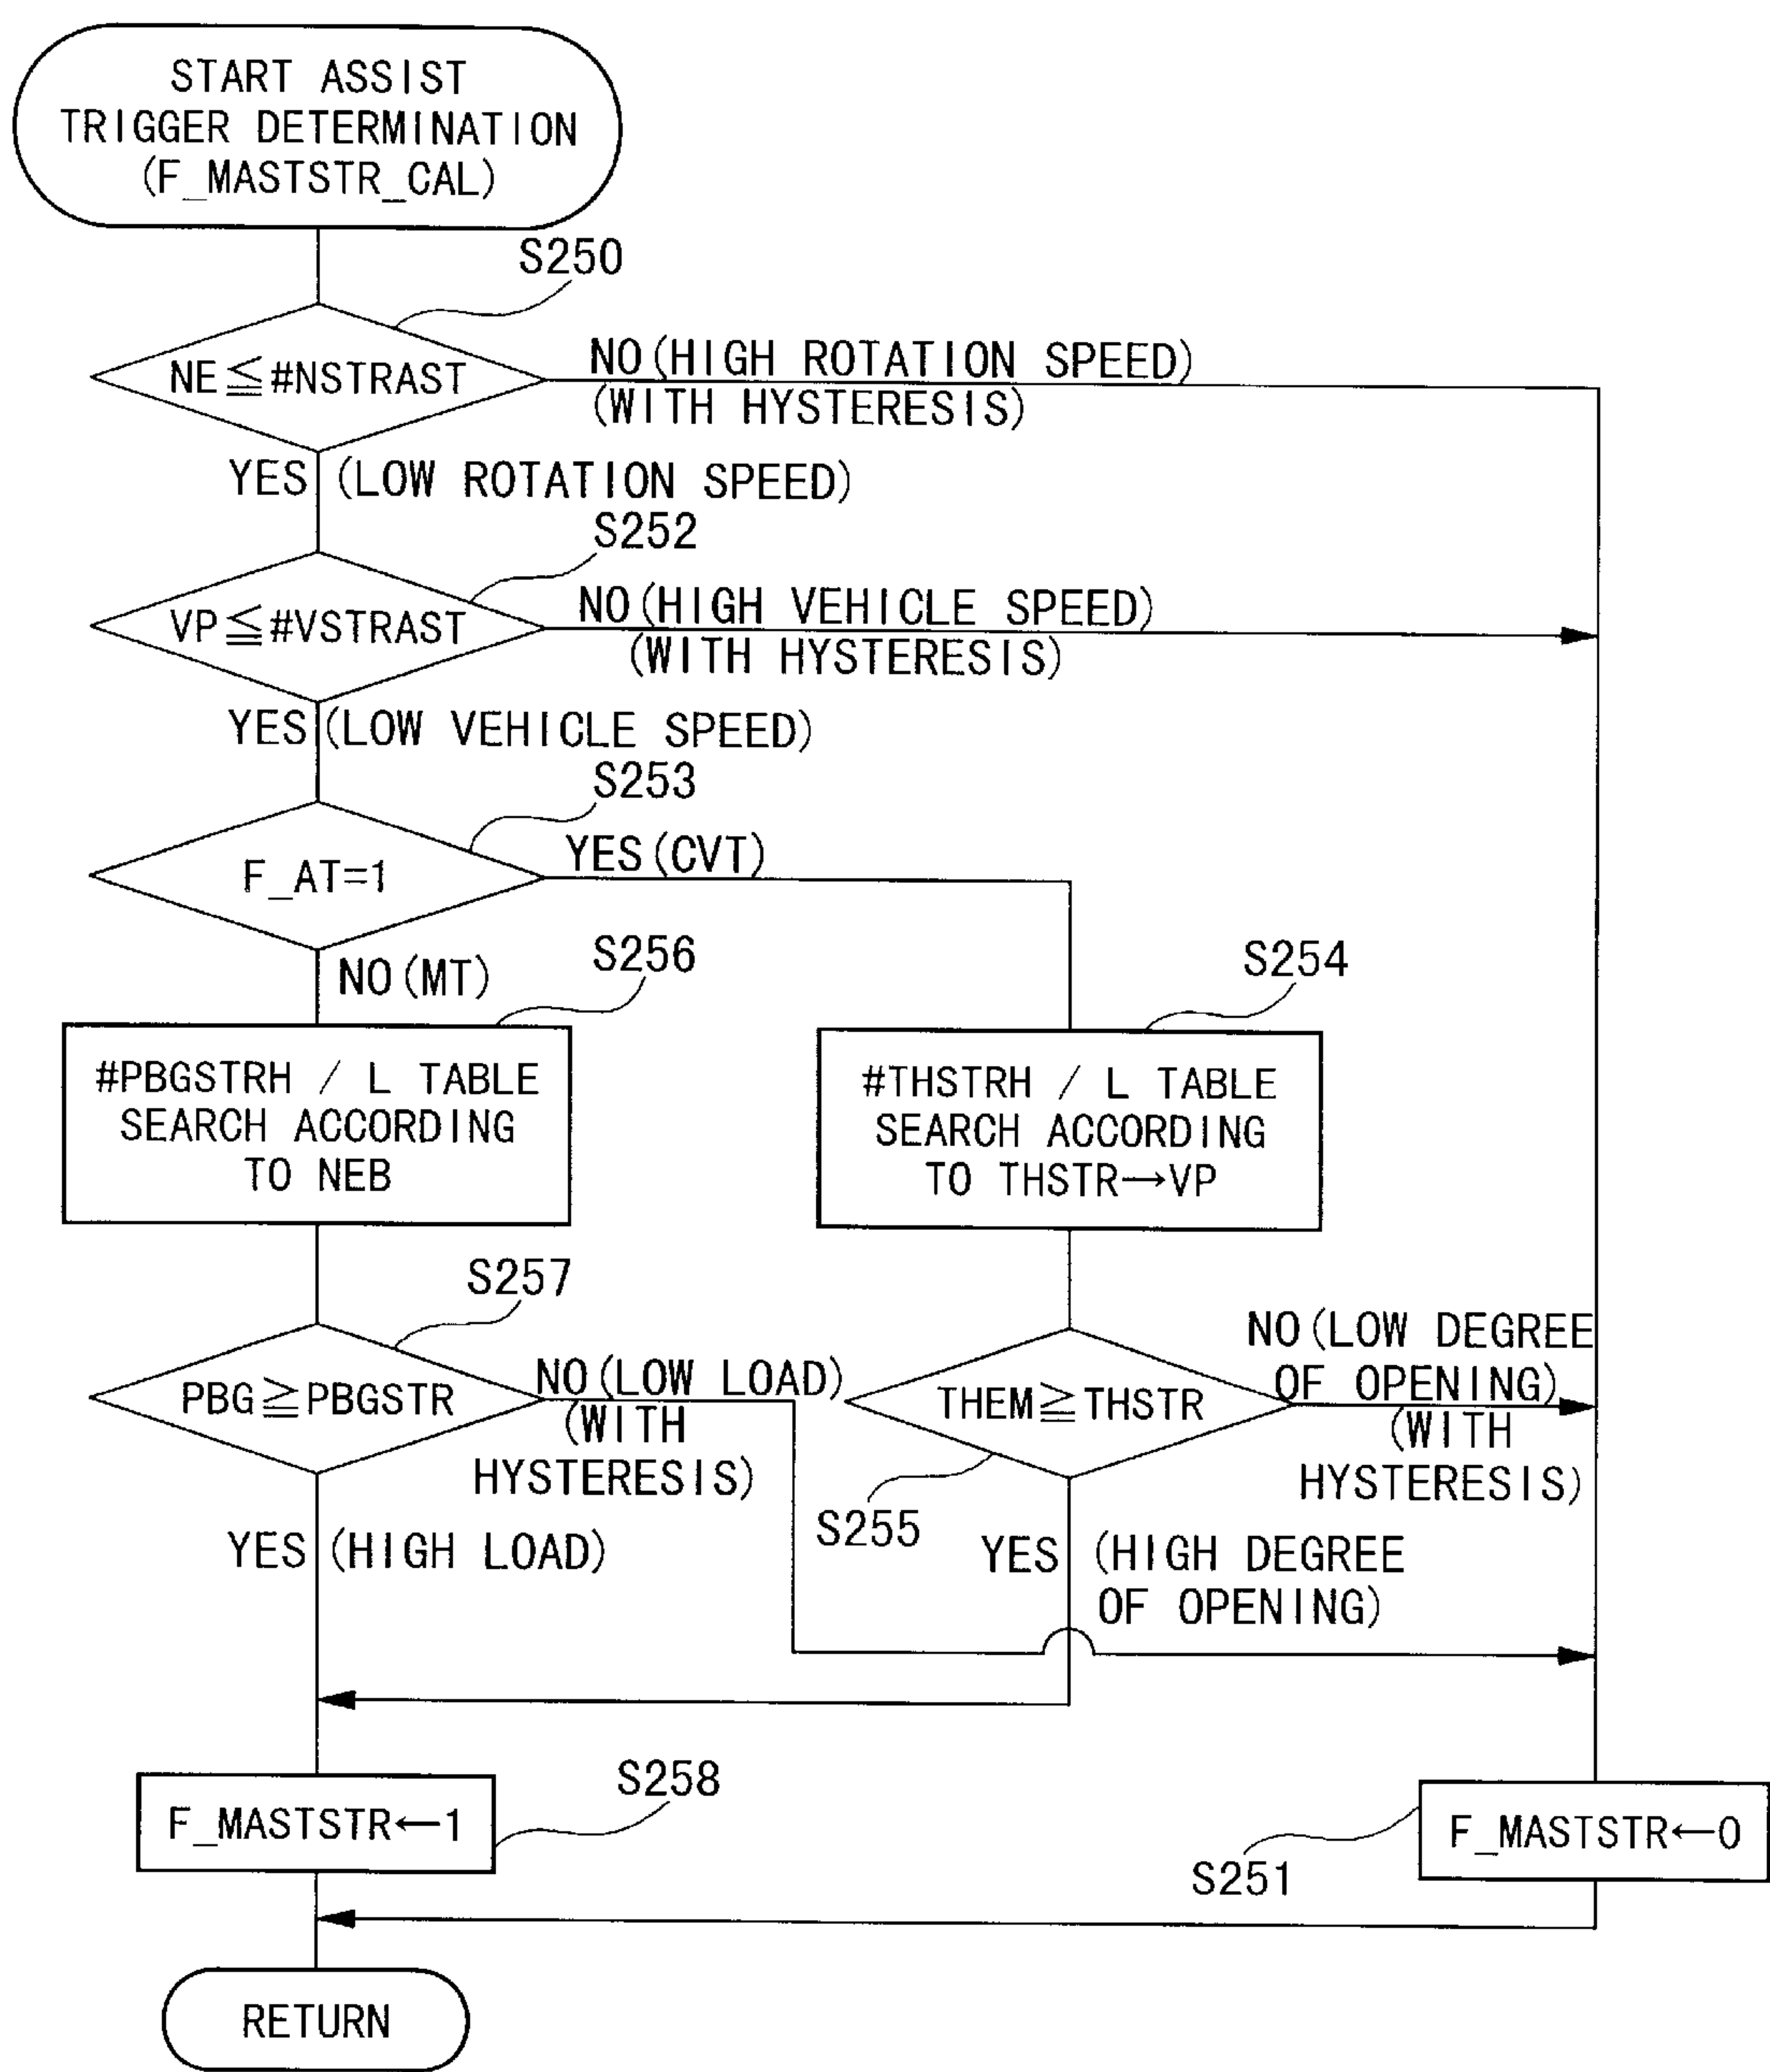 START ASSIST
TRIGGER DETERMINATION
(F_MASTSTR_CAL)
S250
NE≦#NSTRAST
NO(HIGH ROTATION SPEED)
(WITH HYSTERESIS)
YES (LOW ROTATION SPEED)
S252
VP≦#VSTRAST
NO(HIGH VEHICLE SPEED)
(WITH HYSTERESIS)
YES (LOW VEHICLE SPEED)
S253
F_AT=1
YES(CVT)
NO(MT)
S256
#PBGSTRH / L TABLE
SEARCH ACCORDING
TO NEB
S254
#THSTRH / L TABLE
SEARCH ACCORDING
TO THSTR→VP
S257
PBG≧PBGSTR
NO(LOW LOAD)
(WITH
HYSTERESIS)
YES (HIGH LOAD)
THEM≧THSTR
S255
NO(LOW DEGREE
OF OPENING)
(WITH
HYSTERESIS)
YES (HIGH DEGREE
OF OPENING)
S258
F_MASTSTR←1
S251
F_MASTSTR←0
RETURN